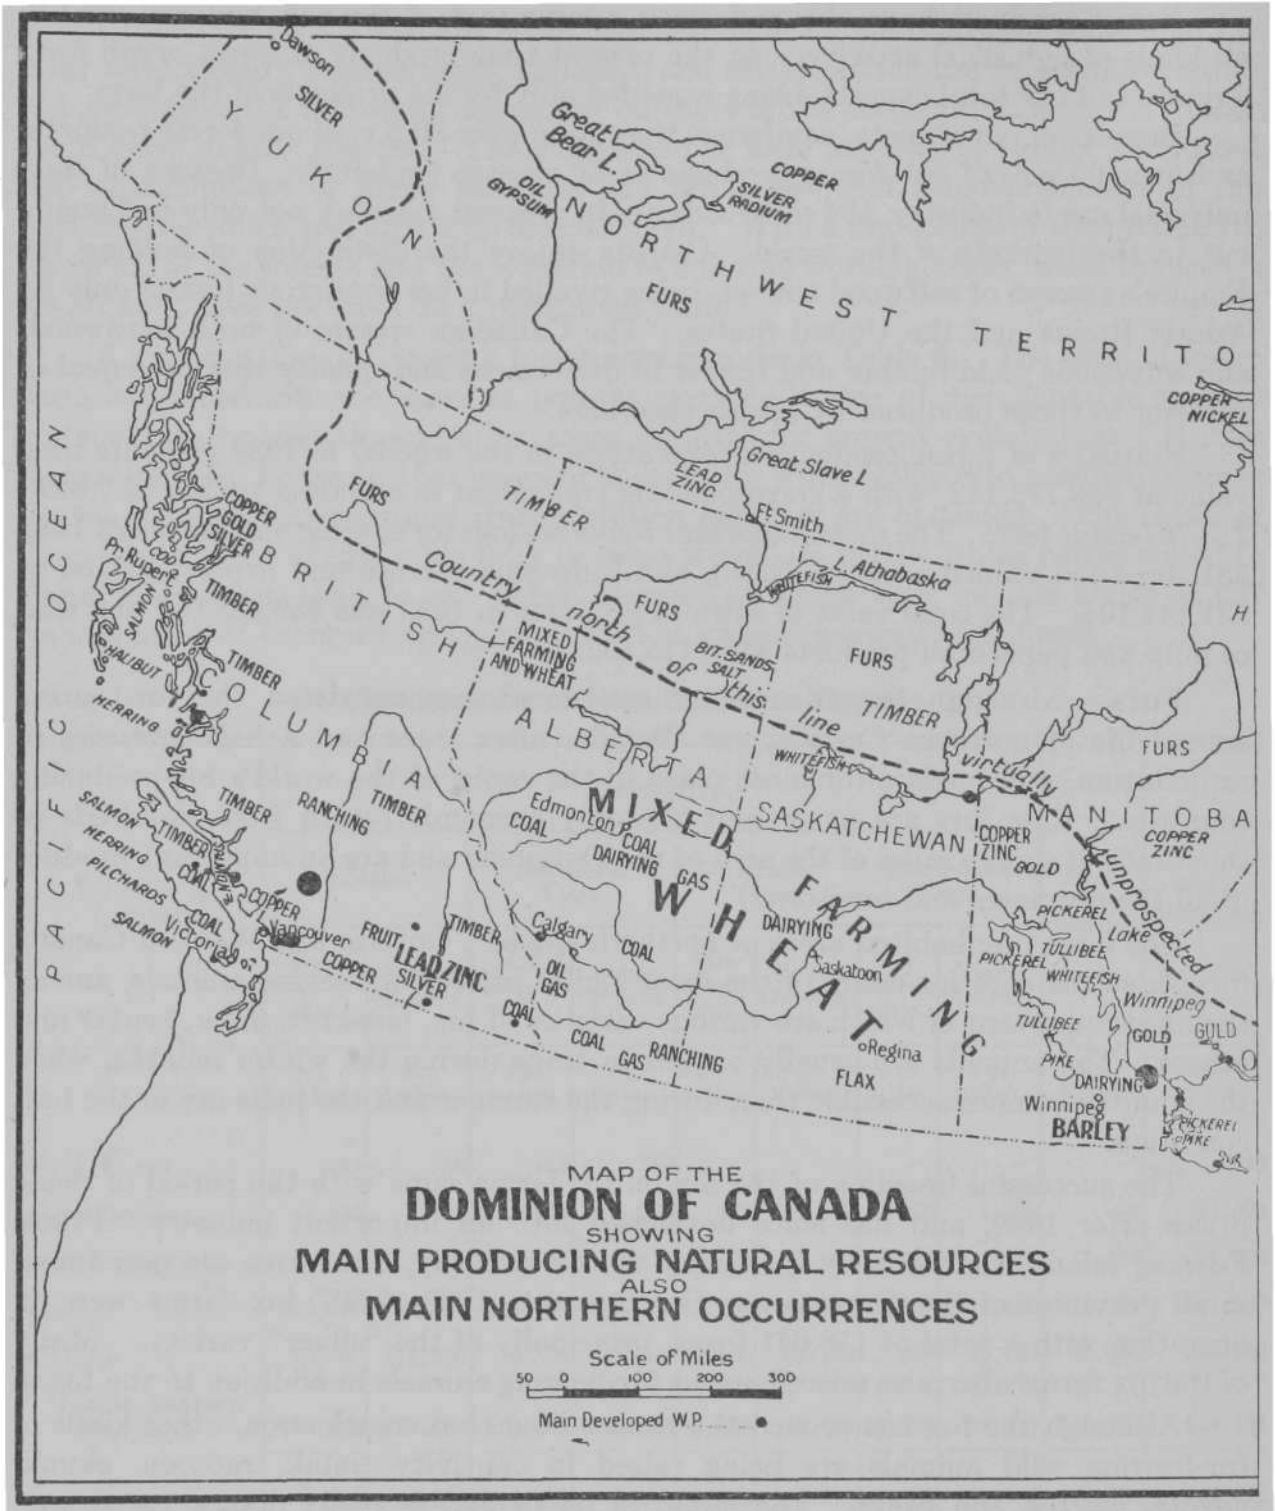 Dawson
SILVER
YUKON
Great
Bear L.
OIL
GYPSUM
COPPER
SILVER
RADIUM
NORTHWEST TERRITO
FURS
COPPER
NICKEL
LEAD
ZINC
Great Slave L
Ft Smith
FURS
TIMBER
COPPER
GOLD
SILVER
Pr. Rupert
SALMON
HALIBUT
HERRING
TIMBER
TIMBER
BRITISH
COLUMBIA
Country north of this line virtually unprospected
L. Athabaska
WHITEFISH
FURS
MIXED
FARMING
AND WHEAT
BIT. SANDS
SALT
FURS
TIMBER
H
FURS
ALBERTA
WHITEFISH
SASKATCHEWAN
MANITOBA
PACIFIC OCEAN
SALMON
HERRING
PILCHARDS
SALMON
TIMBER
TIMBER
RANCHING
TIMBER
COAL
COAL
COPPER
Victoria
Vancouver
FRUIT
LEAD ZINC
SILVER
COPPER
TIMBER
Edmonton
COAL
COAL
DAIRYING
GAS
MIXED FARMING
WHEAT
Calgary
COAL
OIL
GAS
COAL
COAL
GAS
RANCHING
DAIRYING
Saskatoon
Regina
FLAX
COPPER
ZINC
GOLD
COPPER
ZINC
PICKEREL
Lake
TULLIBEE
PICKEREL
WHITEFISH
Winnipeg
TULLIBEE
PIKE
GOLD
GOLD
O
DAIRYING
Winnipeg
BARLEY
PICKEREL
PIKE
MAP OF THE
DOMINION OF CANADA
SHOWING
MAIN PRODUCING NATURAL RESOURCES
ALSO
MAIN NORTHERN OCCURRENCES
Scale of Miles
50 0 100 200 300
Main Developed W.P.